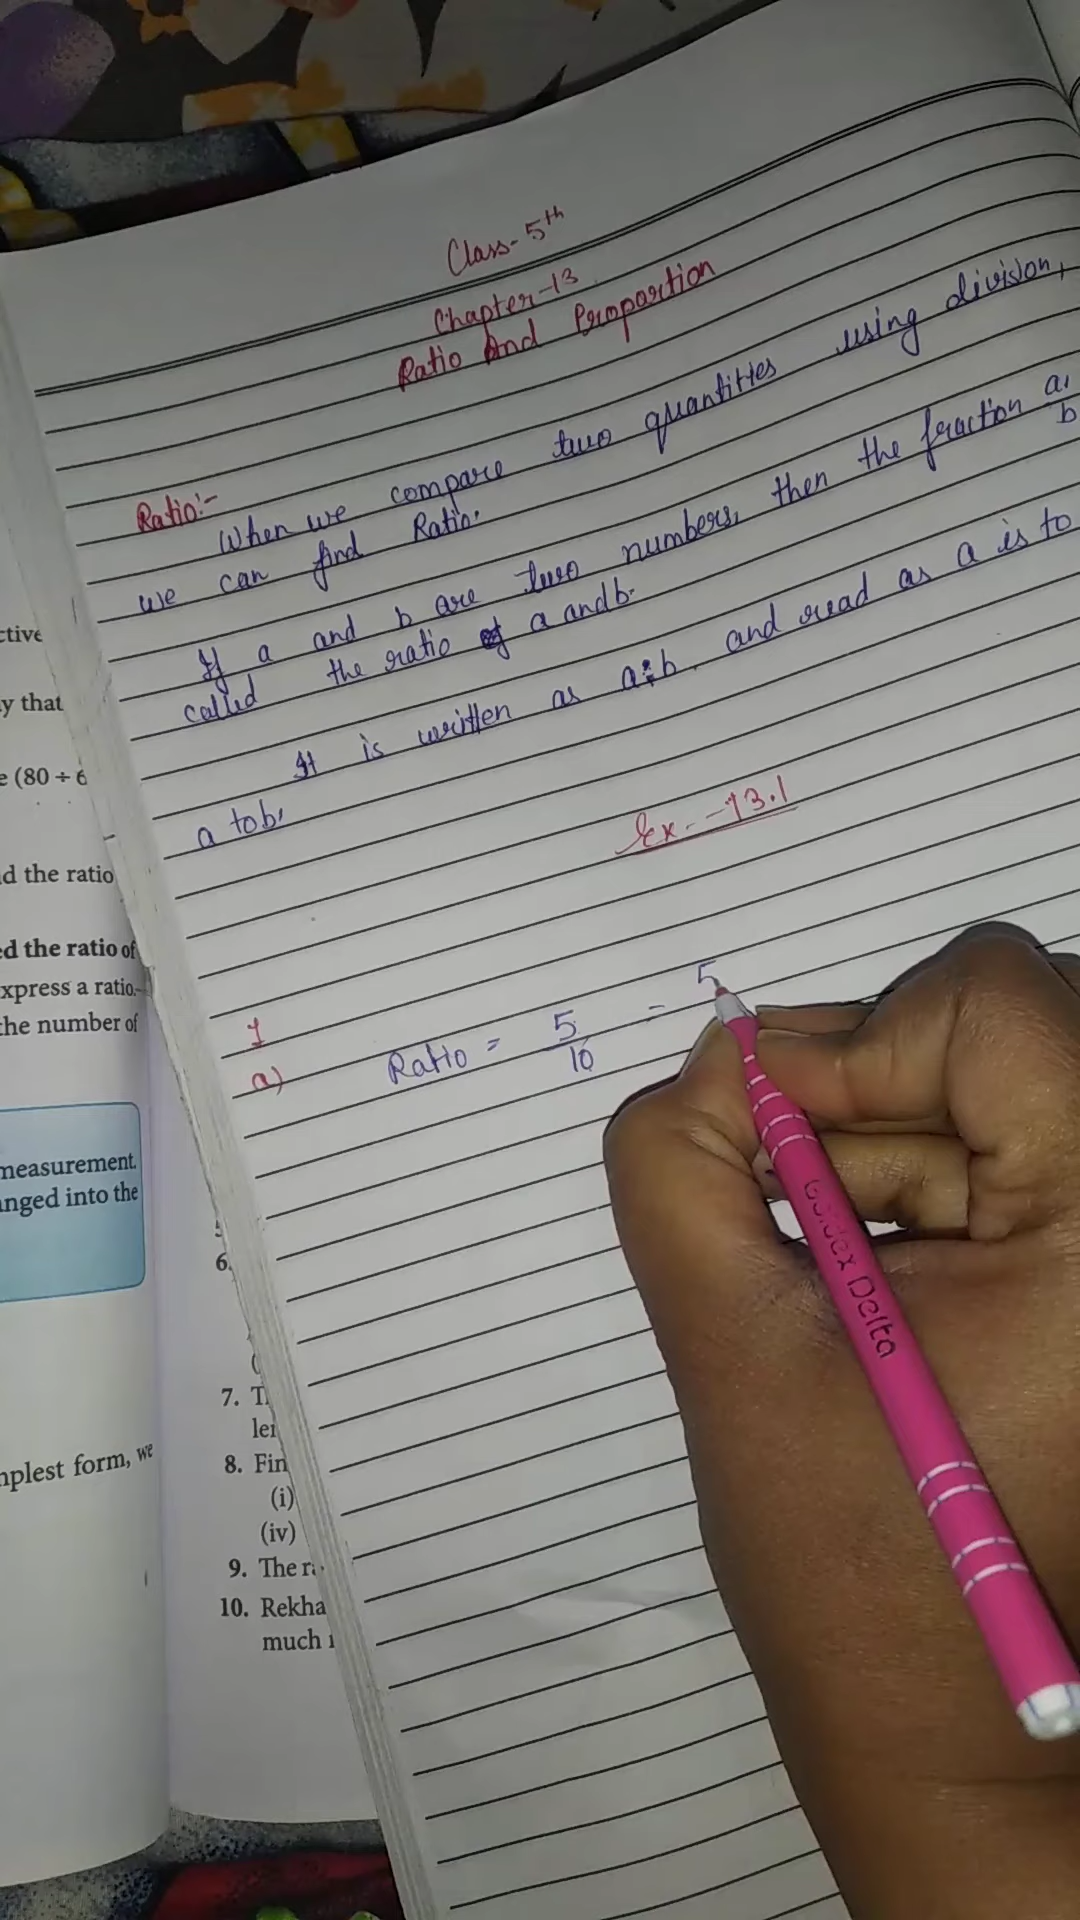 Class- 5th
Chapter-13
Ratio And Proportion
Ratio:-
When we compare two quantities using division,
we can find Ratio.
If a and b are two numbers, then the fraction a/b
called the ratio of a and b.
It is written as a:b and read as a is to
a to b,
Ex--13.1
1
a) Ratio = 5/10 = 5
y that
e (80 ÷ 6
d the ratio
ed the ratio of
xpress a ratio.
the number of
measurement.
anged into the
mplest form, we
6.
7. T
8. Fin
(i)
(iv)
9. The
10. Rekha
much
Goldex Delta